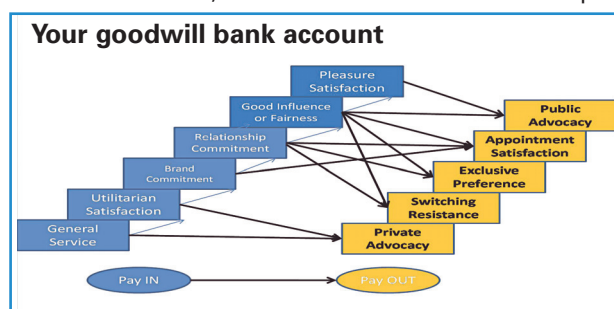 Your goodwill bank account
Pleasure
Satisfaction
Good Influence
or Fairness
Relationship
Commitment
Brand
Commitment
Utilitarian
Satisfaction
General
Service
Public
Advocacy
Appointment
Satisfaction
Exclusive
Preference
Switching
Resistance
Private
Advocacy
Pay IN
Pay OUT